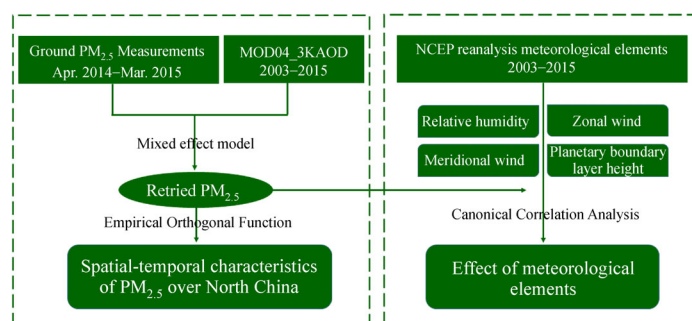 Ground PM2.5 Measurements
Apr. 2014−Mar. 2015
MOD04_3KAOD
2003−2015
Mixed effect model
Retried PM2.5
Empirical Orthogonal Function
Spatial-temporal characteristics
of PM2.5 over North China
NCEP reanalysis meteorological elements
2003−2015
Relative humidity
Zonal wind
Meridional wind
Planetary boundary
layer height
Canonical Correlation Analysis
Effect of meteorological
elements